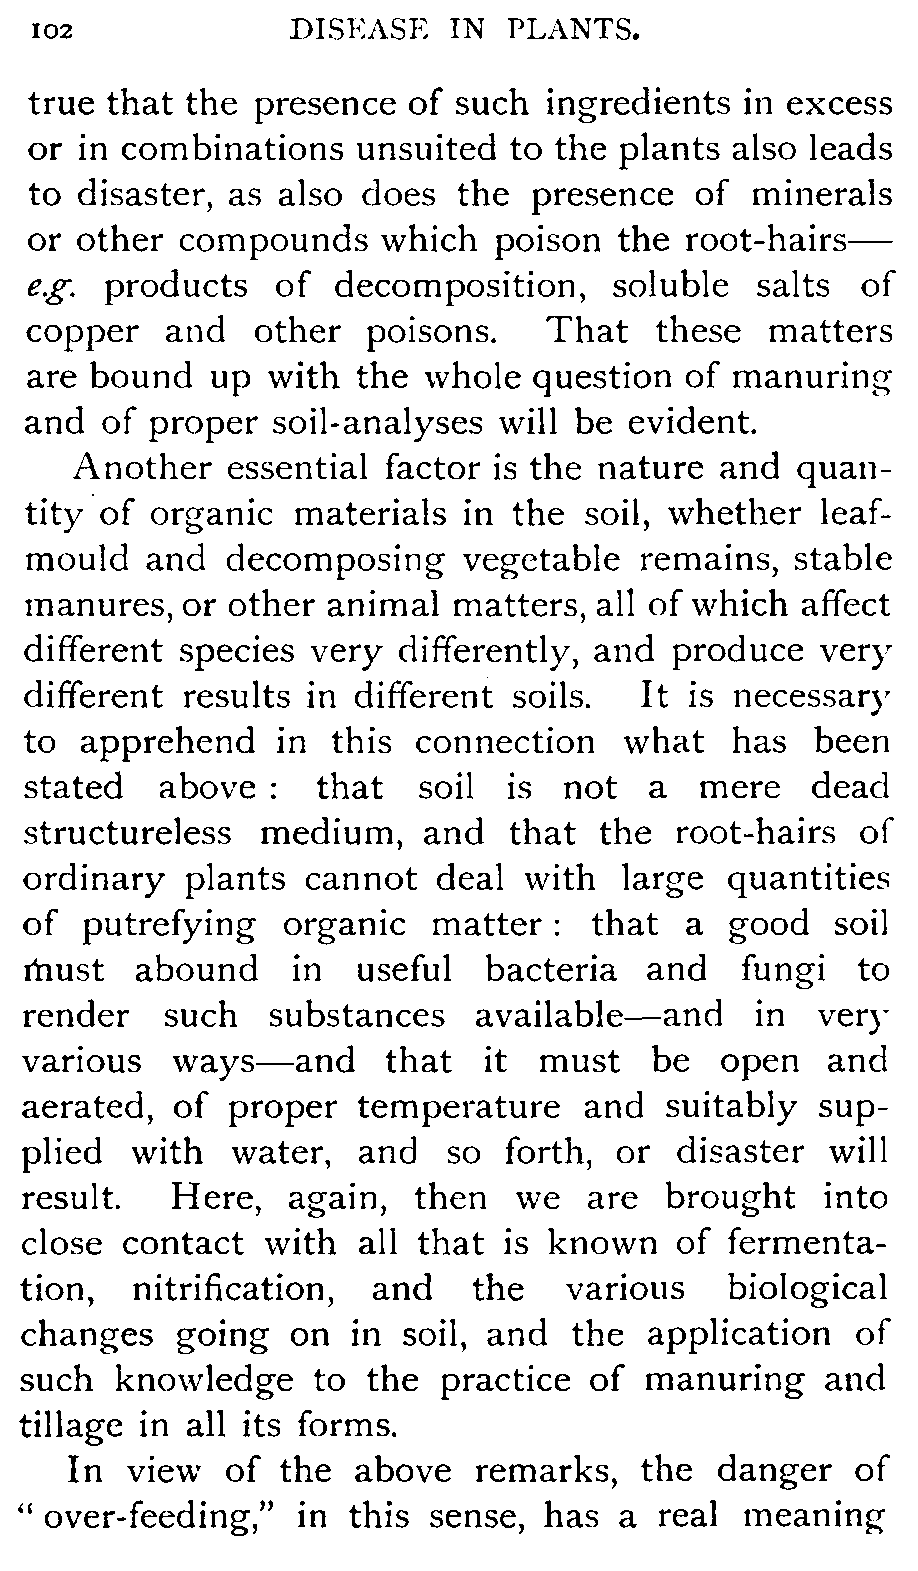 102 DISEASE IN PLANTS.
true that the presence of such ingredients in excess
or in combinations unsuited to the plants also leads
to disaster, as also does the presence of minerals
or other compounds which poison the root-hairs—
e.g. products of decomposition, soluble salts of
copper and other poisons. That these matters
are bound up with the whole question of manuring
and of proper soil-analyses will be evident.
Another essential factor is the nature and quan-
tity of organic materials in the soil, whether leaf-
mould and decomposing vegetable remains, stable
manures, or other animal matters, all of which affect
different species very differently, and produce very
different results in different soils. It is necessary
to apprehend in this connection what has been
stated above : that soil is not a mere dead
structureless medium, and that the root-hairs of
ordinary plants cannot deal with large quantities
of putrefying organic matter : that a good soil
must abound in useful bacteria and fungi to
render such substances available—and in very
various ways—and that it must be open and
aerated, of proper temperature and suitably sup-
plied with water, and so forth, or disaster will
result. Here, again, then we are brought into
close contact with all that is known of fermenta-
tion, nitrification, and the various biological
changes going on in soil, and the application of
such knowledge to the practice of manuring and
tillage in all its forms.
In view of the above remarks, the danger of
“ over-feeding,” in this sense, has a real meaning